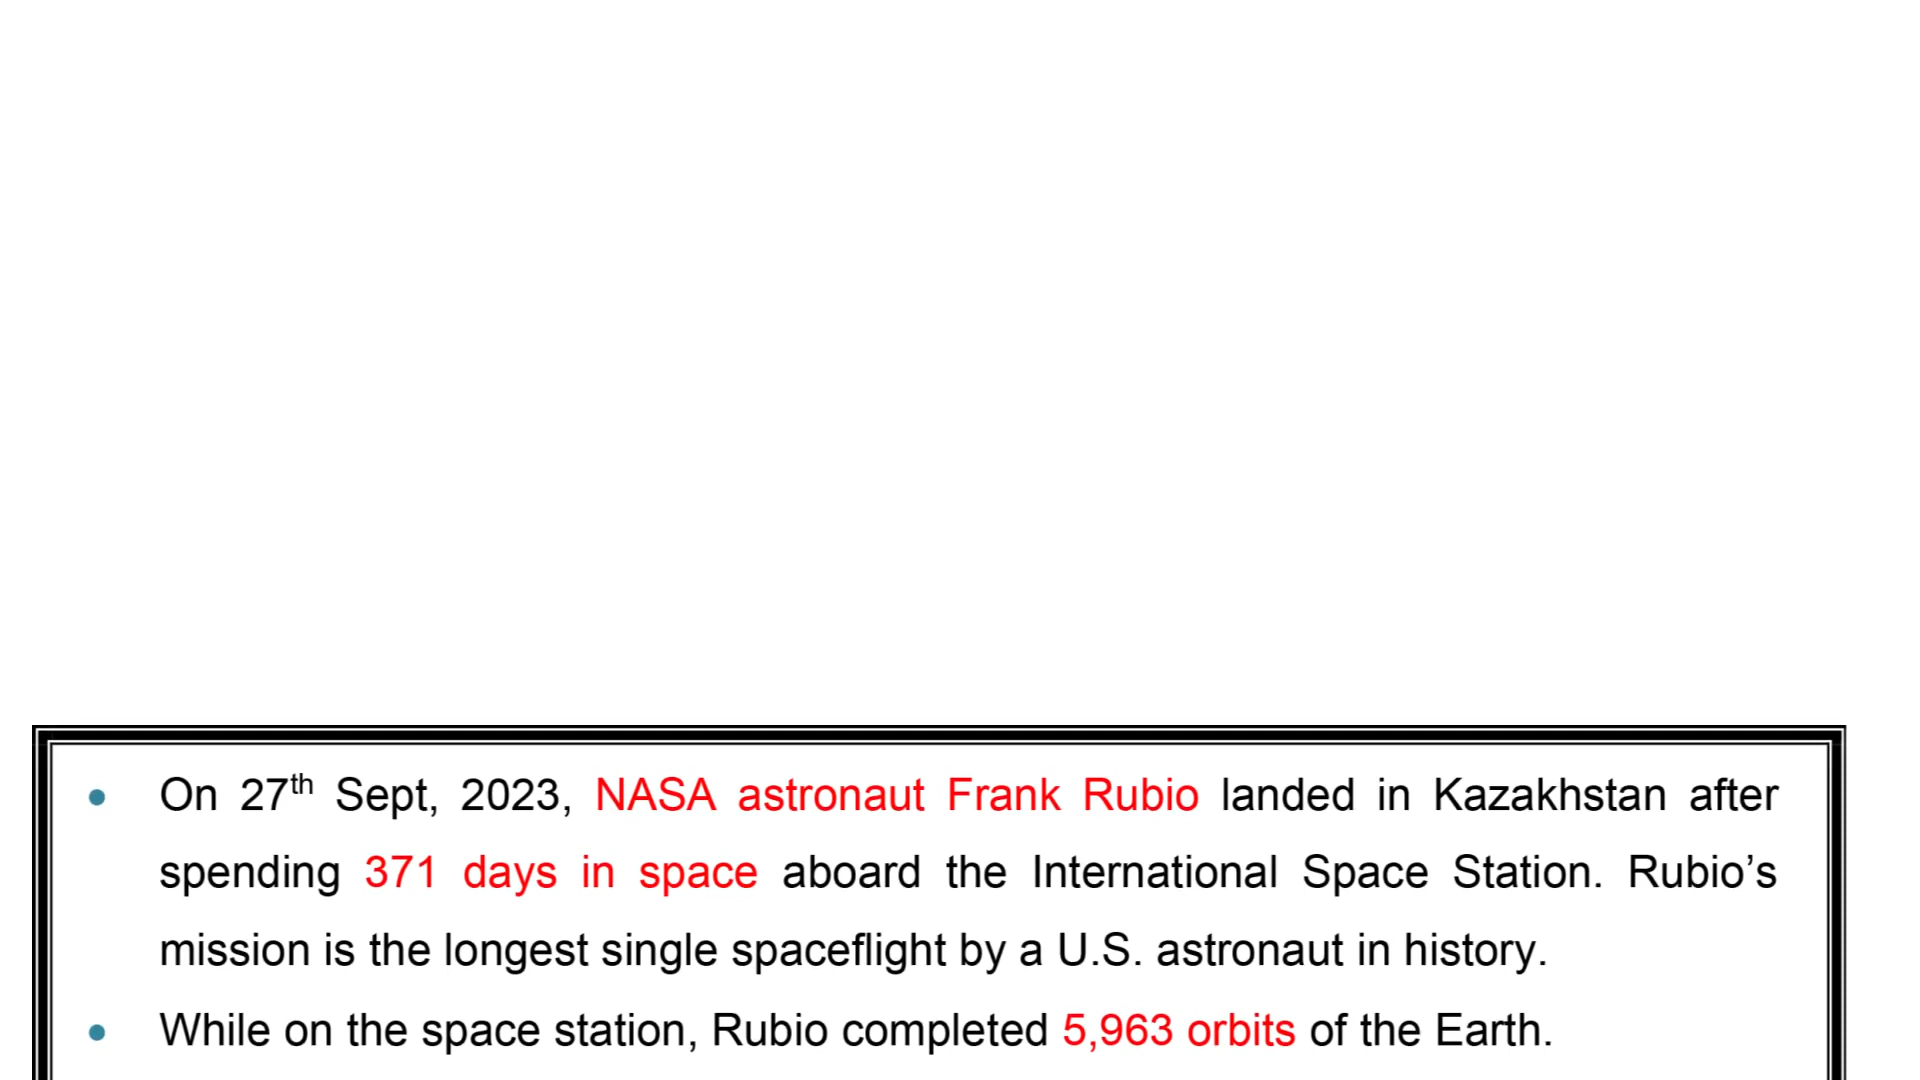 • On 27th Sept, 2023, NASA astronaut Frank Rubio landed in Kazakhstan after
spending 371 days in space aboard the International Space Station. Rubio’s
mission is the longest single spaceflight by a U.S. astronaut in history.
• While on the space station, Rubio completed 5,963 orbits of the Earth.